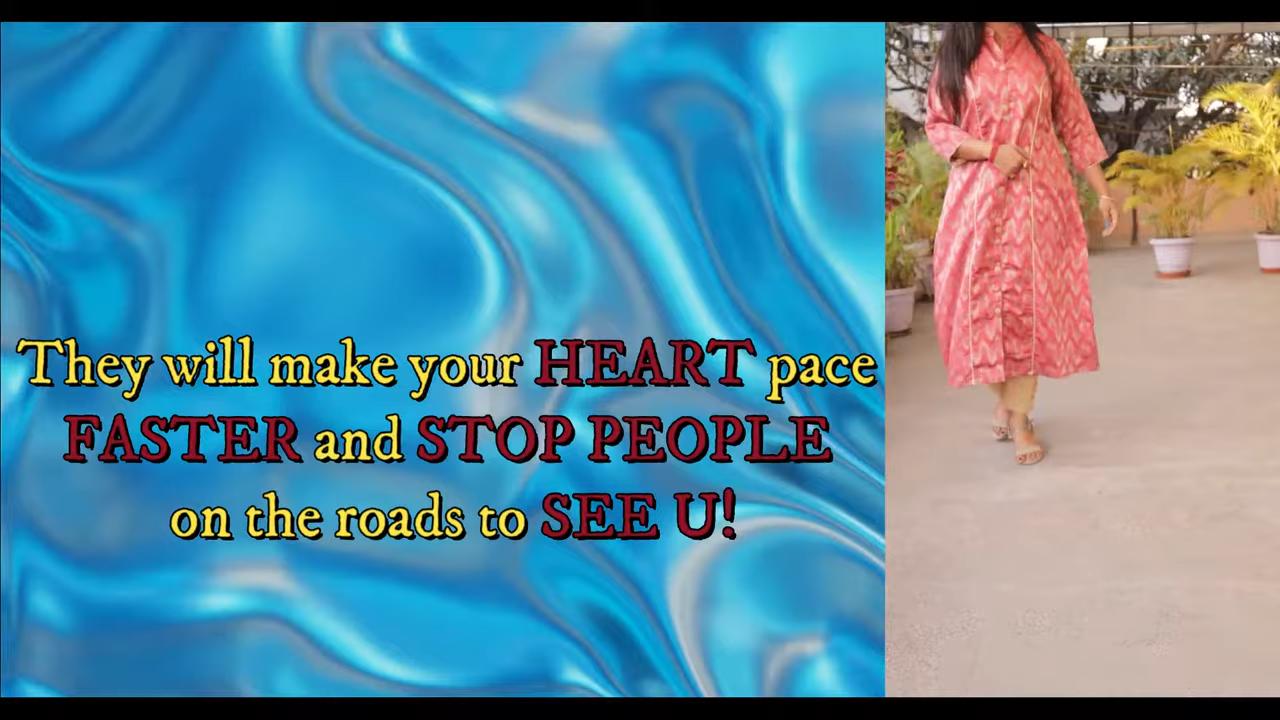 They will make your HEART pace
FASTER and STOP PEOPLE
on the roads to SEE U!